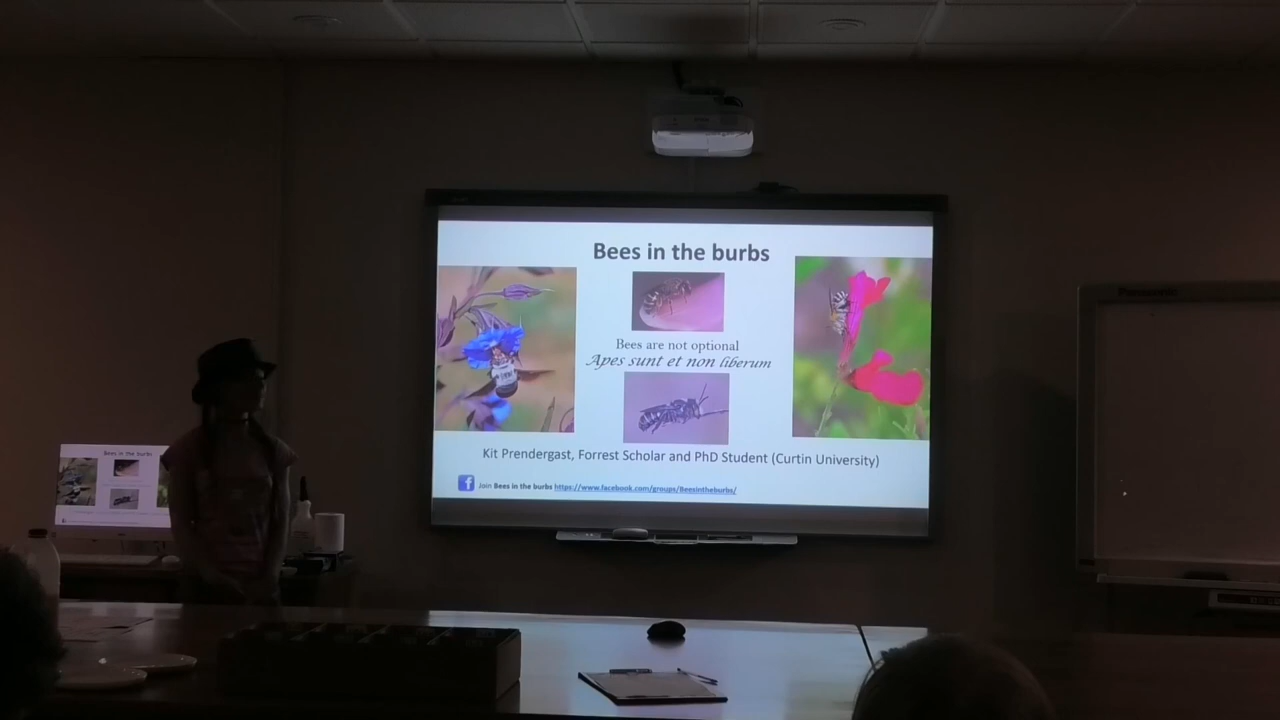 Bees in the burbs
Bees are not optional
Apes sunt et non liberum
Kit Prendergast, Forrest Scholar and PhD Student (Curtin University)
f Join Bees in the burbs https://www.facebook.com/groups/Beesintheburbs/
Bees in the burbs
Panasonic